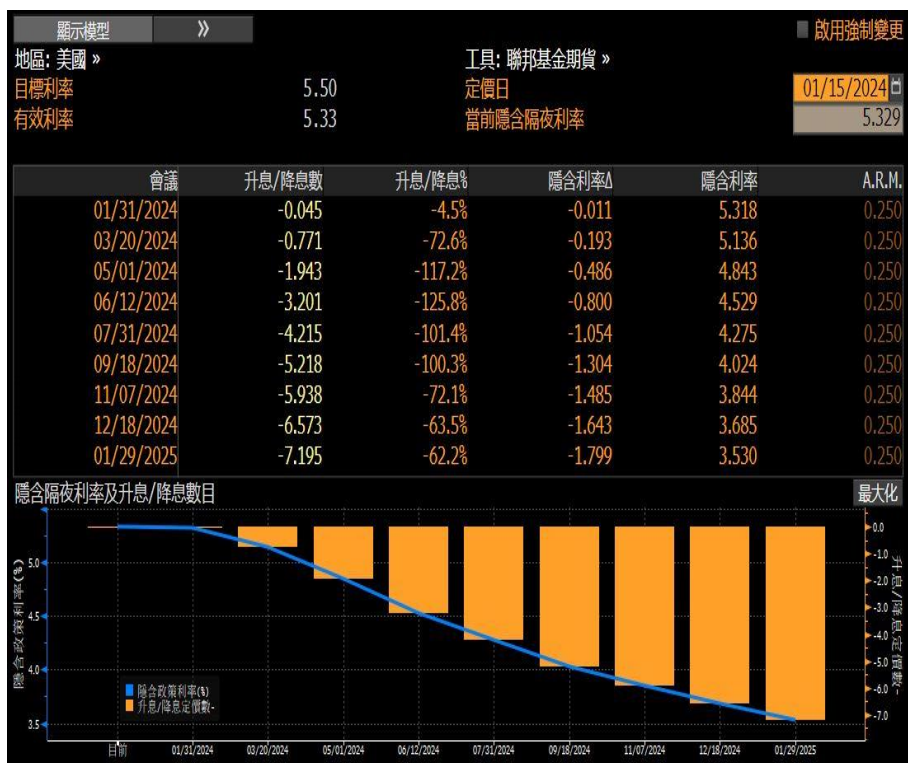 顯示模型 » ■ 啟用強制變更
地區: 美國 » 工具: 聯邦基金期貨 »
目標利率 5.50 定價日 01/15/2024
有效利率 5.33 當前隱含隔夜利率 5.329
會議 升息/降息數 升息/降息% 隱含利率Δ 隱含利率 A.R.M.
01/31/2024 -0.045 -4.5% -0.011 5.318 0.250
03/20/2024 -0.771 -72.6% -0.193 5.136 0.250
05/01/2024 -1.943 -117.2% -0.486 4.843 0.250
06/12/2024 -3.201 -125.8% -0.800 4.529 0.250
07/31/2024 -4.215 -101.4% -1.054 4.275 0.250
09/18/2024 -5.218 -100.3% -1.304 4.024 0.250
11/07/2024 -5.938 -72.1% -1.485 3.844 0.250
12/18/2024 -6.573 -63.5% -1.643 3.685 0.250
01/29/2025 -7.195 -62.2% -1.799 3.530 0.250
隱含隔夜利率及升息/降息數目 最大化
隱含政策利率(%)
5.0
4.5
4.0
3.5
隱含政策利率(%)
升息/降息定價數-
0.0
-1.0
-2.0
-3.0
-4.0
-5.0
-6.0
-7.0
升息/降息定價數-
目前 01/31/2024 03/20/2024 05/01/2024 06/12/2024 07/31/2024 09/18/2024 11/07/2024 12/18/2024 01/29/2025